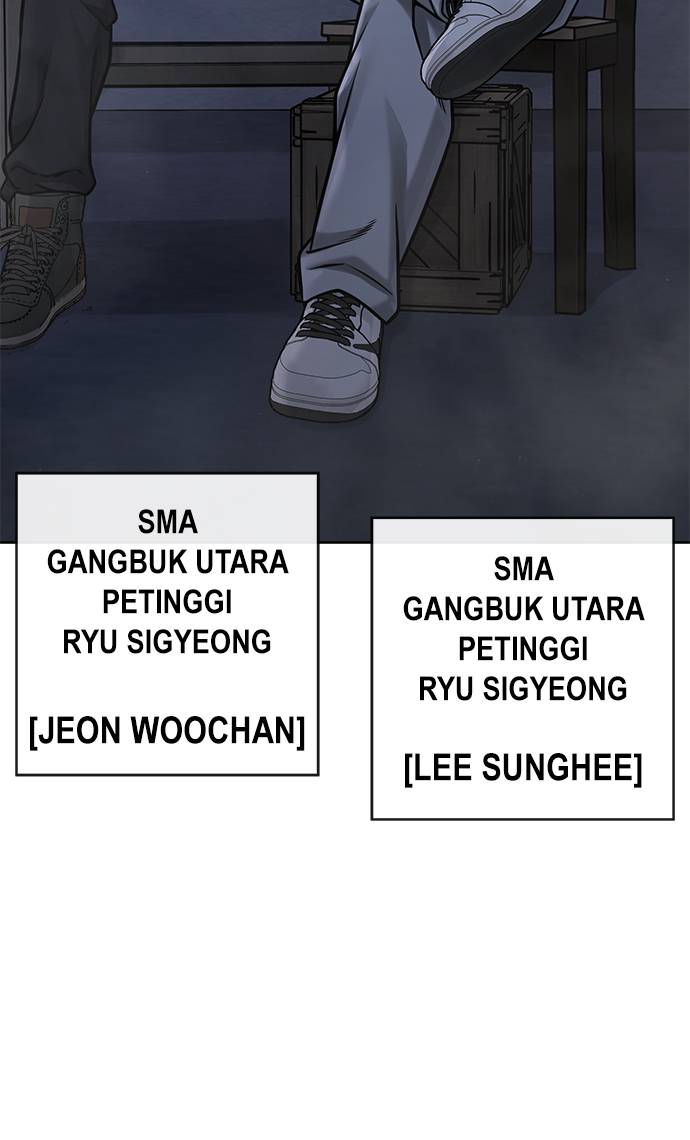 SMA
GANGBUK UTARA
PETINGGI
RYU SIGYEONG
[JEON WOOCHAN]
SMA
GANGBUK UTARA
PETINGGI
RYU SIGYEONG
[LEE SUNGHEE]